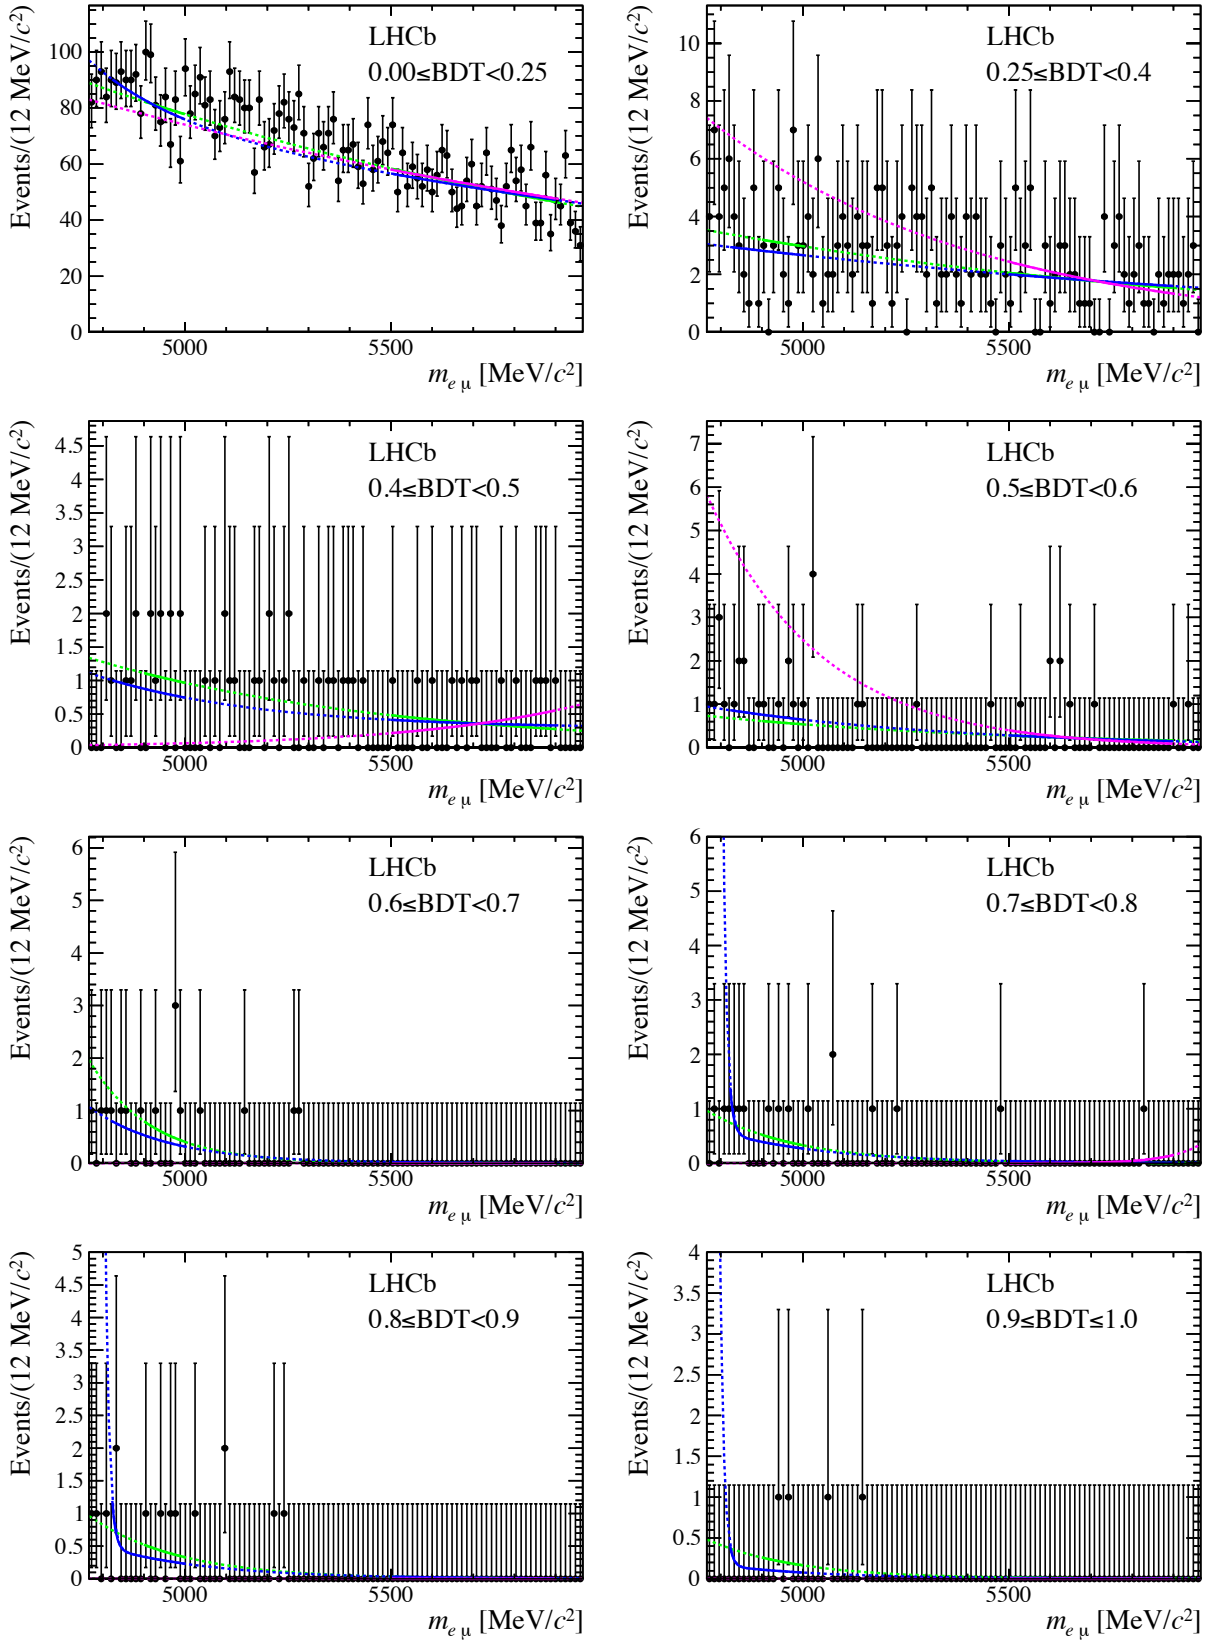 Events/(12 MeV/c²)
100
80
60
40
20
0
LHCb
0.00≤BDT<0.25
5000
5500
m_{e μ} [MeV/c²]
Events/(12 MeV/c²)
10
8
6
4
2
0
LHCb
0.25≤BDT<0.4
5000
5500
m_{e μ} [MeV/c²]
Events/(12 MeV/c²)
4.5
4
3.5
3
2.5
2
1.5
1
0.5
0
LHCb
0.4≤BDT<0.5
5000
5500
m_{e μ} [MeV/c²]
Events/(12 MeV/c²)
7
6
5
4
3
2
1
0
LHCb
0.5≤BDT<0.6
5000
5500
m_{e μ} [MeV/c²]
Events/(12 MeV/c²)
6
5
4
3
2
1
0
LHCb
0.6≤BDT<0.7
5000
5500
m_{e μ} [MeV/c²]
Events/(12 MeV/c²)
6
5
4
3
2
1
0
LHCb
0.7≤BDT<0.8
5000
5500
m_{e μ} [MeV/c²]
Events/(12 MeV/c²)
5
4.5
4
3.5
3
2.5
2
1.5
1
0.5
0
LHCb
0.8≤BDT<0.9
5000
5500
m_{e μ} [MeV/c²]
Events/(12 MeV/c²)
4
3.5
3
2.5
2
1.5
1
0.5
0
LHCb
0.9≤BDT≤1.0
5000
5500
m_{e μ} [MeV/c²]